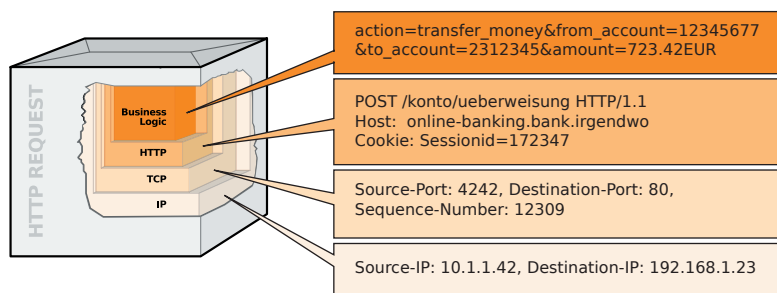 action=transfer_money&from_account=12345677
&to_account=2312345&amount=723.42EUR
HTTP REQUEST
Business
Logic
HTTP
TCP
IP
POST /konto/ueberweisung HTTP/1.1
Host:  online-banking.bank.irgendwo
Cookie: Sessionid=172347
Source-Port: 4242, Destination-Port: 80,
Sequence-Number: 12309
Source-IP: 10.1.1.42, Destination-IP: 192.168.1.23